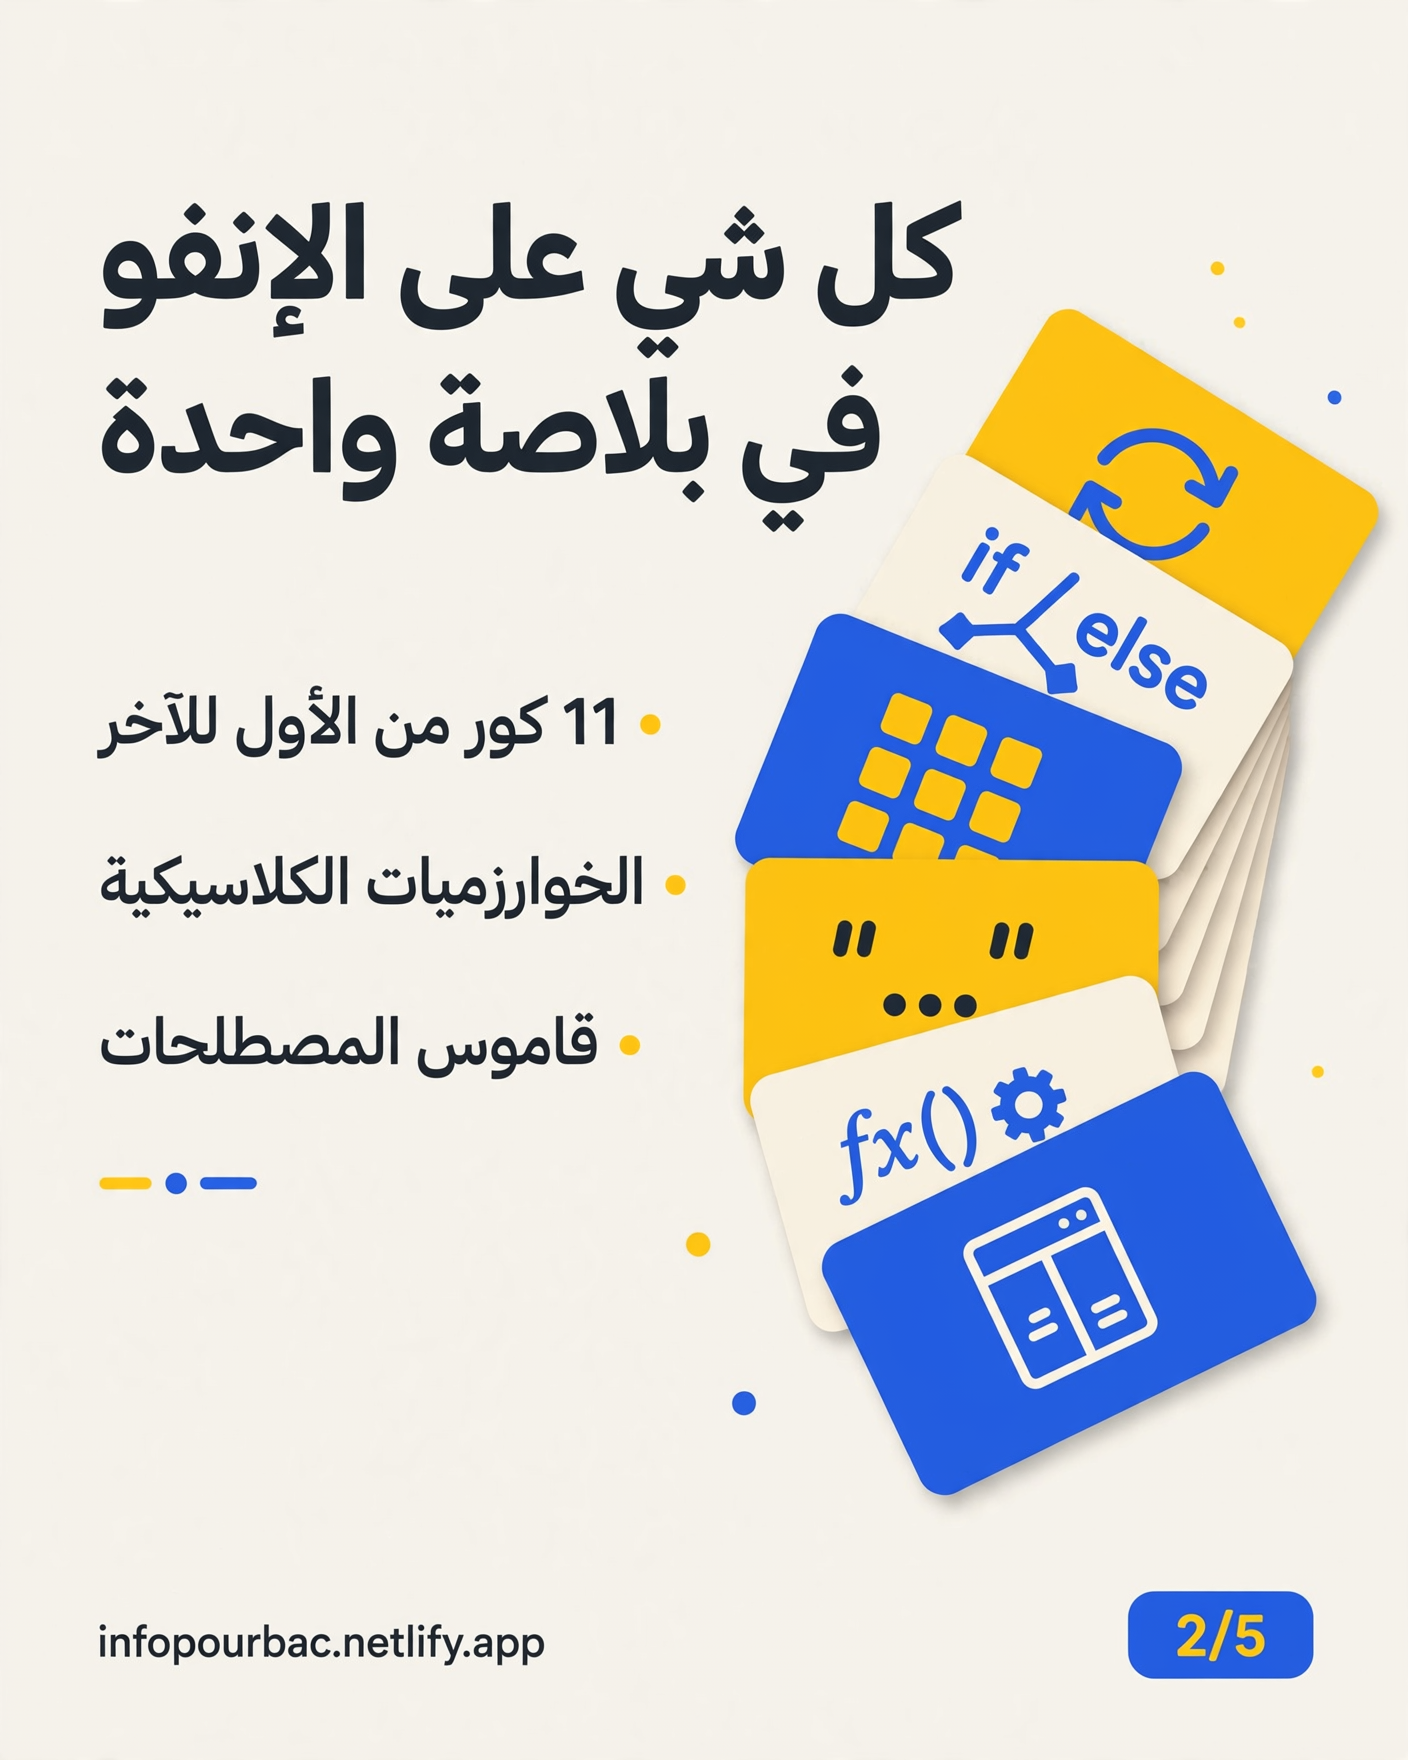 كل شي على الإنفو
في بلاصة واحدة
11 كور من الأول للآخر
الخوارزميات الكلاسيكية
قاموس المصطلحات
if
else
" "
...
fx()
infopourbac.netlify.app
2/5